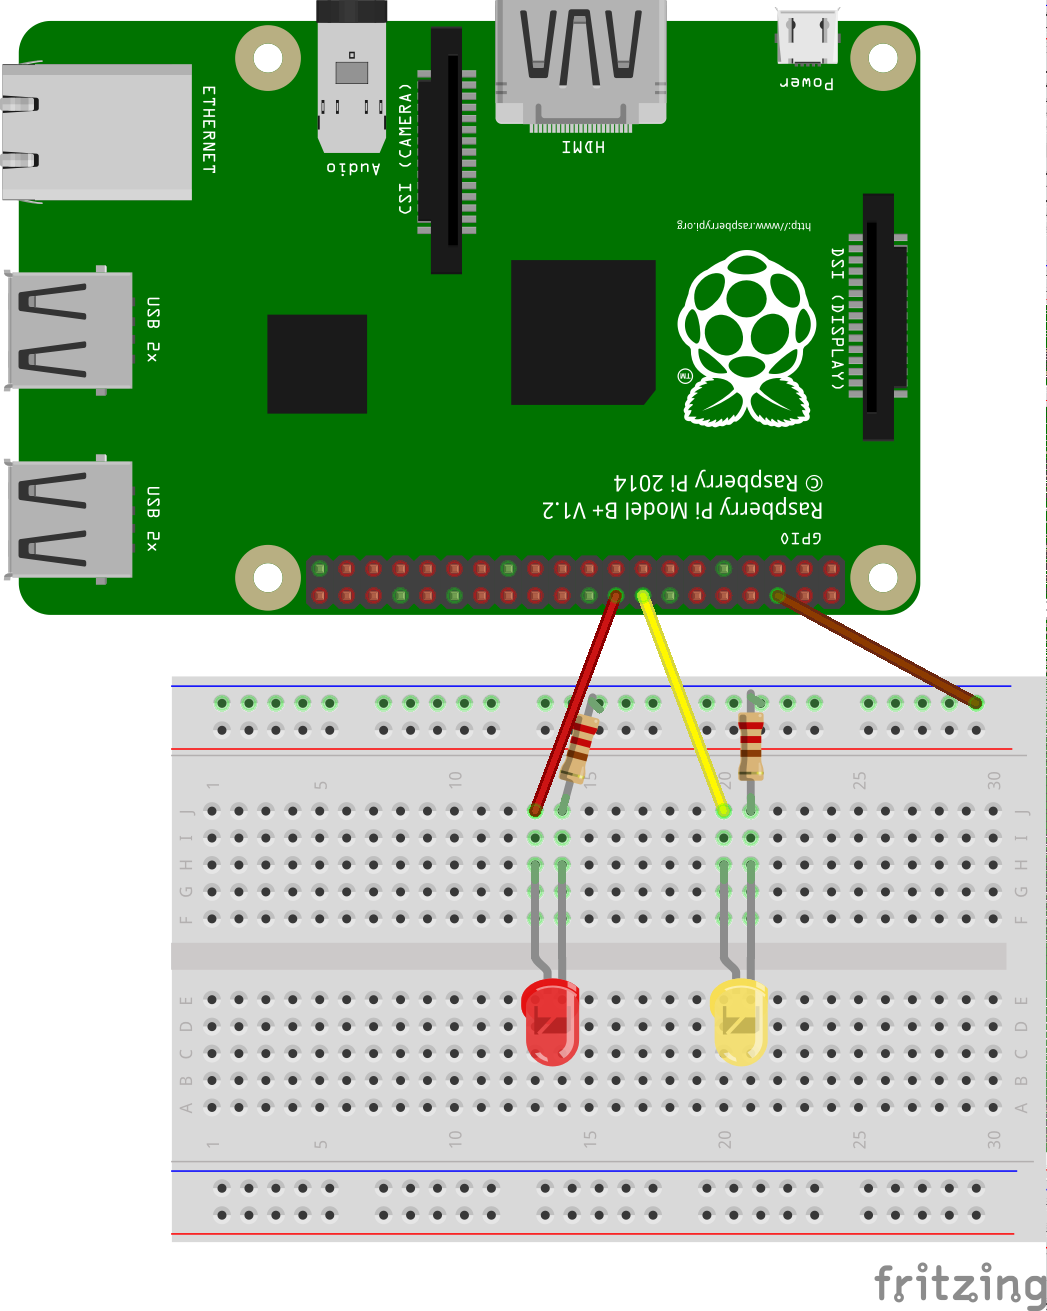 ETHERNET
Audio
CSI (CAMERA)
HDMI
Power
http://www.raspberrypi.org
DSI (DISPLAY)
TM
USB 2x
USB 2x
© Raspberry Pi 2014
Raspberry Pi Model B+ V1.2
GPIO
1 5 10 15 20 25 30
J J
I I
H H
G G
F F
E E
D D
C C
B B
A A
1 5 10 15 20 25 30
fritzing